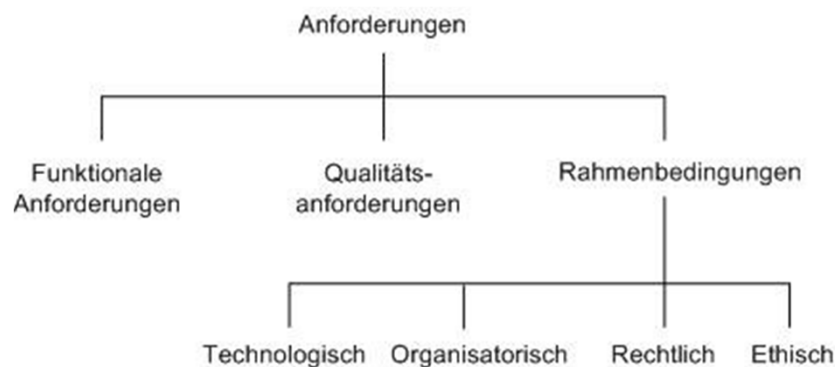 Anforderungen
Funktionale
Anforderungen
Qualitäts-
anforderungen
Rahmenbedingungen
Technologisch
Organisatorisch
Rechtlich
Ethisch